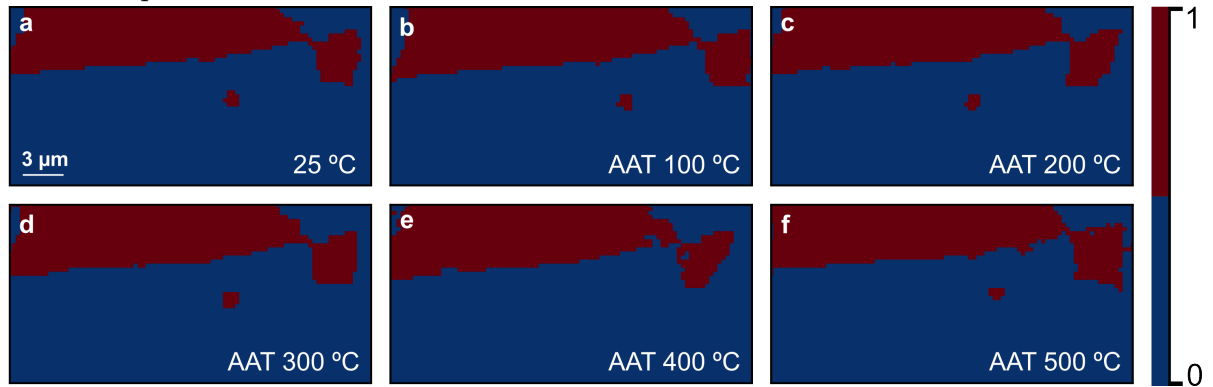 a
b
c
1
3 µm
25 ºC
AAT 100 ºC
AAT 200 ºC
d
e
f
AAT 300 ºC
AAT 400 ºC
AAT 500 ºC
0